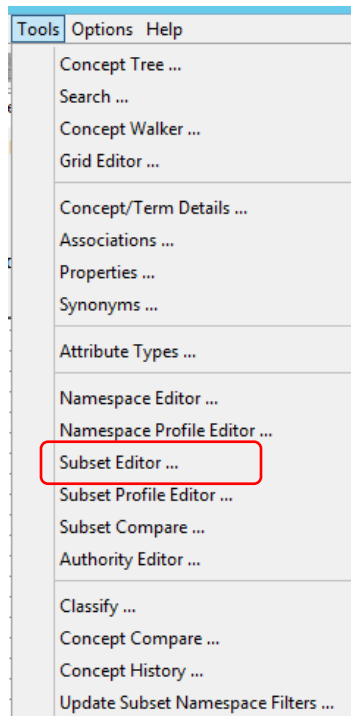 Tools Options Help
Concept Tree ...
Search ...
Concept Walker ...
Grid Editor ...
Concept/Term Details ...
Associations ...
Properties ...
Synonyms ...
Attribute Types ...
Namespace Editor ...
Namespace Profile Editor ...
Subset Editor ...
Subset Profile Editor ...
Subset Compare ...
Authority Editor ...
Classify ...
Concept Compare ...
Concept History ...
Update Subset Namespace Filters ...